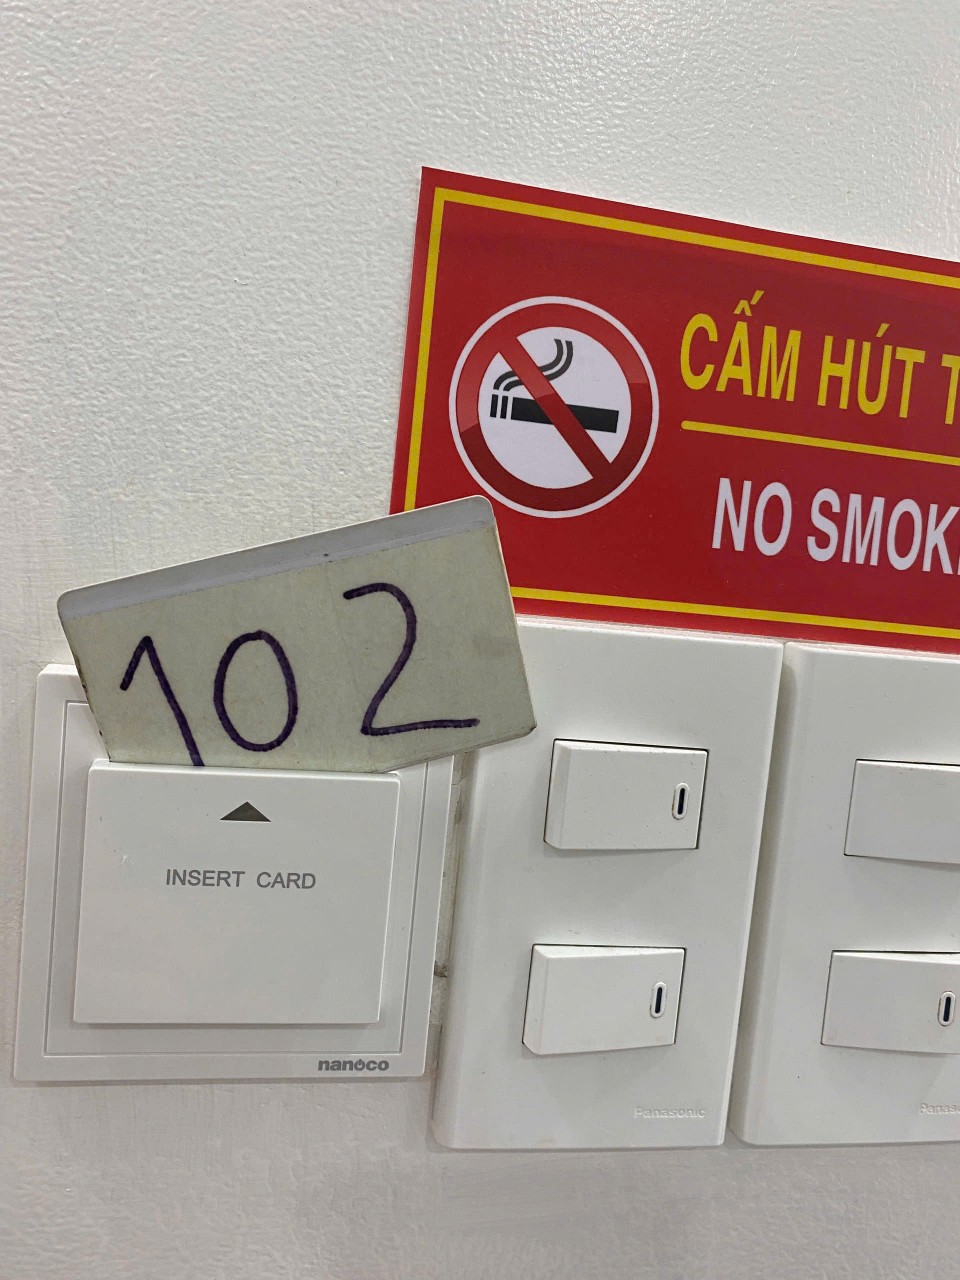 CẤM HÚT
NO
102
INSERT CARD
nanoco
Panasonic